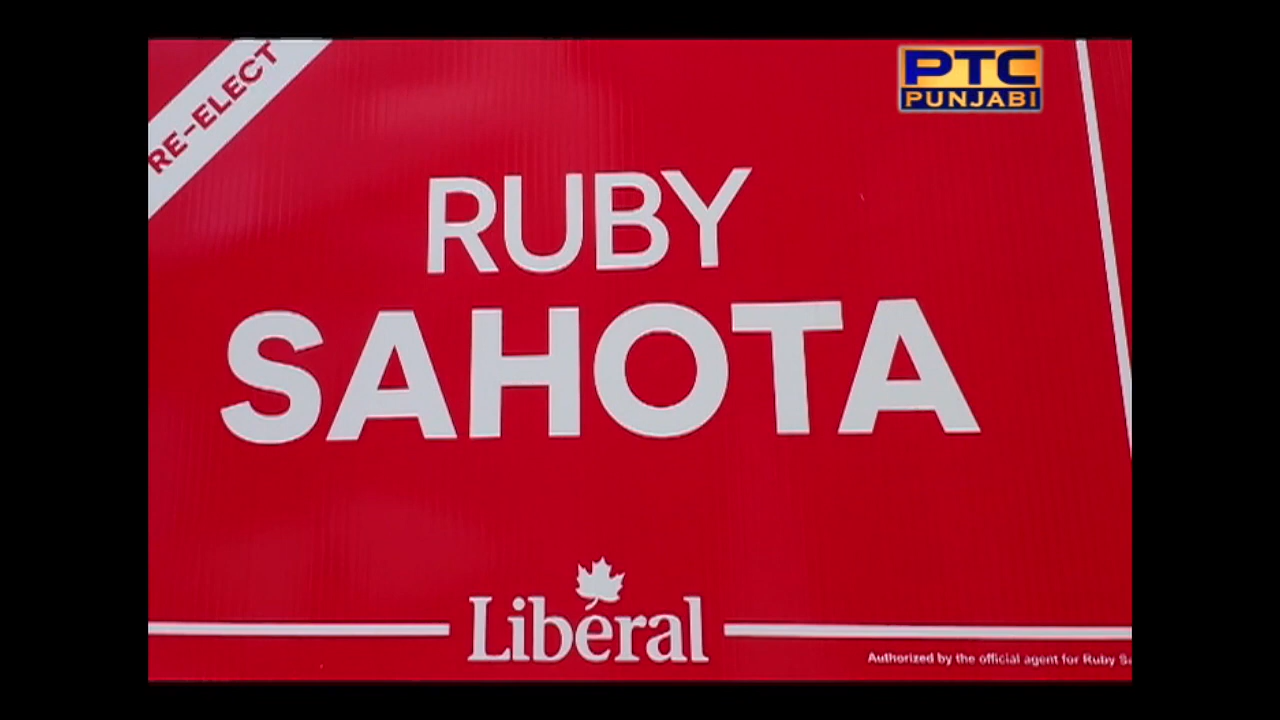 RE-ELECT
PTC
PUNJABI
RUBY
SAHOTA
Liberal
Authorized by the official agent for Ruby